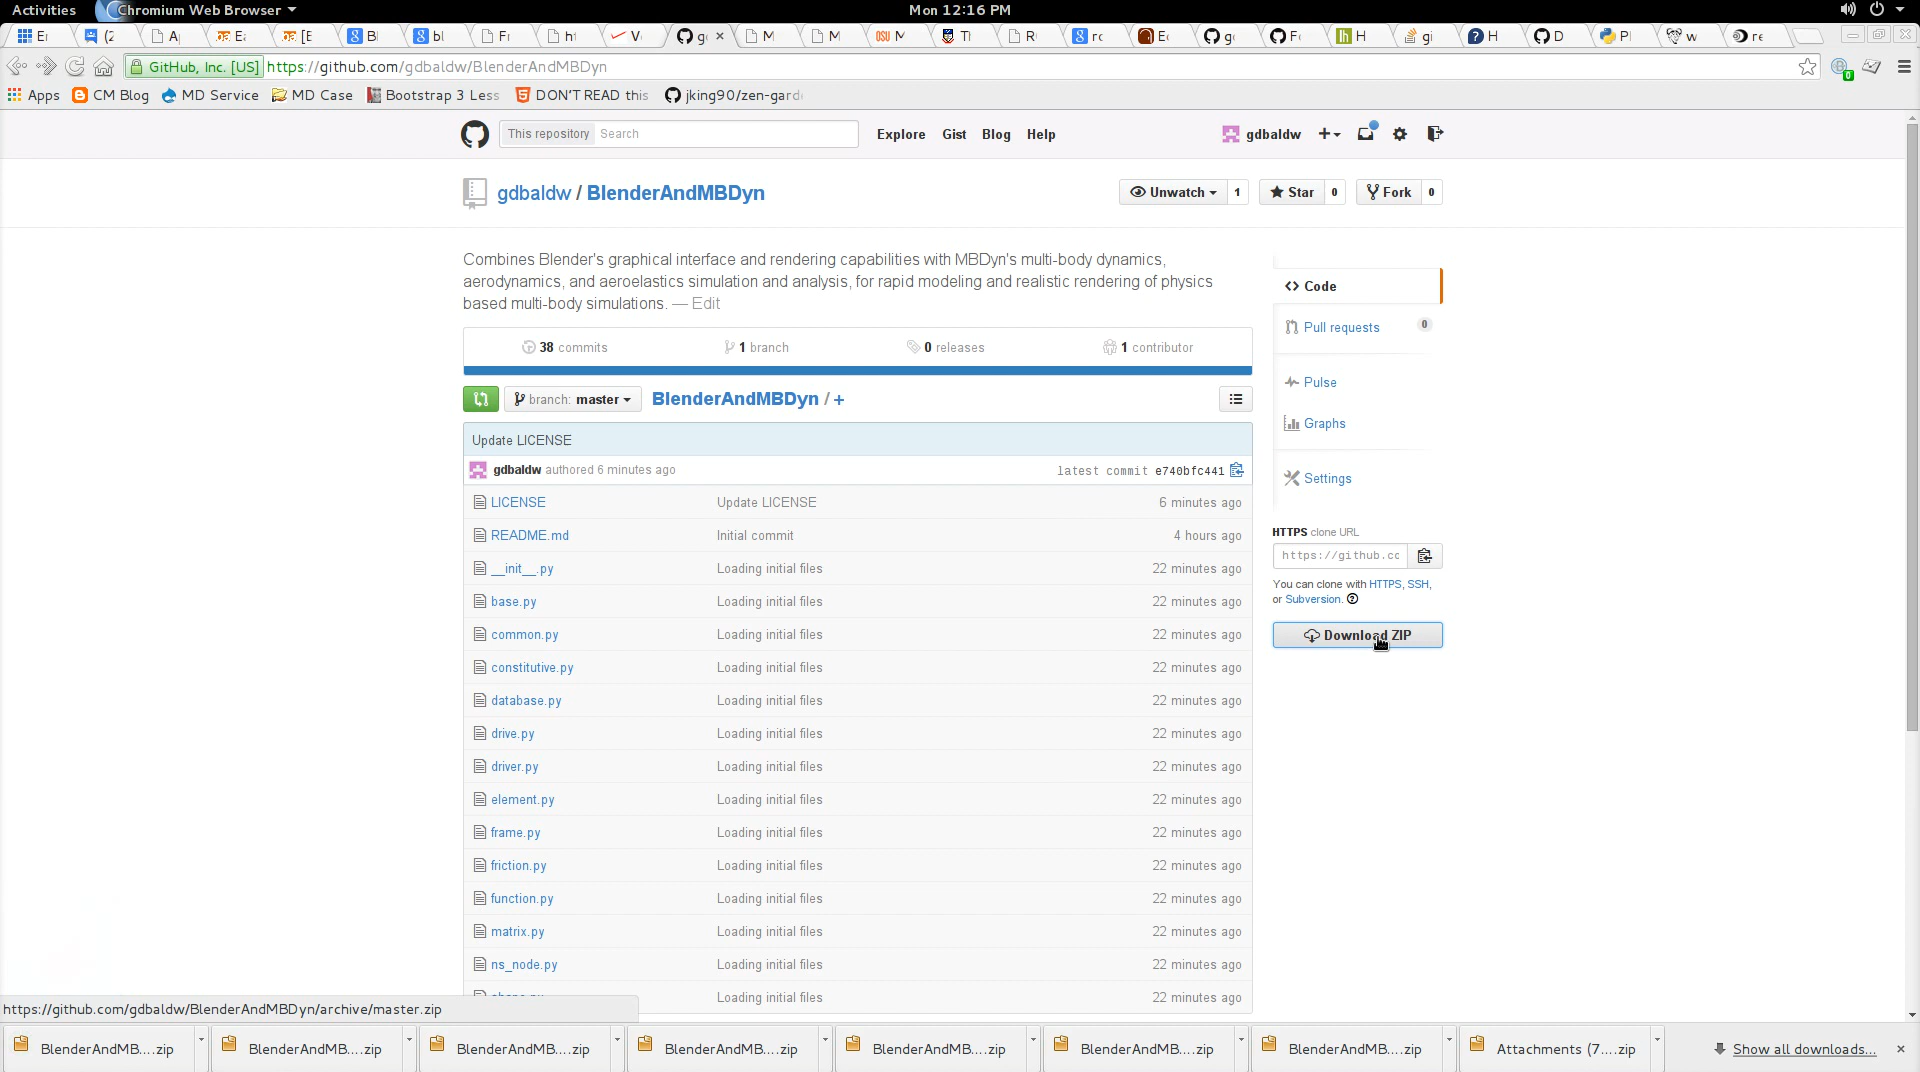 Activities Chromium Web Browser Mon 12:16 PM
GitHub, Inc. [US] https://github.com/gdbaldw/BlenderAndMBDyn
Apps CM Blog MD Service MD Case Bootstrap 3 Less DON'T READ this jking90/zen-gard
This repository Search Explore Gist Blog Help gdbaldw
gdbaldw / BlenderAndMBDyn Unwatch 1 Star 0 Fork 0
Combines Blender's graphical interface and rendering capabilities with MBDyn's multi-body dynamics,
aerodynamics, and aeroelastics simulation and analysis, for rapid modeling and realistic rendering of physics
based multi-body simulations. — Edit
38 commits 1 branch 0 releases 1 contributor
branch: master BlenderAndMBDyn / +
Update LICENSE
gdbaldw authored 6 minutes ago latest commit e740bfc441
LICENSE Update LICENSE 6 minutes ago
README.md Initial commit 4 hours ago
__init__.py Loading initial files 22 minutes ago
base.py Loading initial files 22 minutes ago
common.py Loading initial files 22 minutes ago
constitutive.py Loading initial files 22 minutes ago
database.py Loading initial files 22 minutes ago
drive.py Loading initial files 22 minutes ago
driver.py Loading initial files 22 minutes ago
element.py Loading initial files 22 minutes ago
frame.py Loading initial files 22 minutes ago
friction.py Loading initial files 22 minutes ago
function.py Loading initial files 22 minutes ago
matrix.py Loading initial files 22 minutes ago
ns_node.py Loading initial files 22 minutes ago
Loading initial files 22 minutes ago
Code
Pull requests 0
Pulse
Graphs
Settings
HTTPS clone URL
https://github.cc
You can clone with HTTPS, SSH,
or Subversion.
Download ZIP
https://github.com/gdbaldw/BlenderAndMBDyn/archive/master.zip
BlenderAndMB....zip BlenderAndMB....zip BlenderAndMB....zip BlenderAndMB....zip BlenderAndMB....zip BlenderAndMB....zip BlenderAndMB....zip Attachments (7....zip Show all downloads...